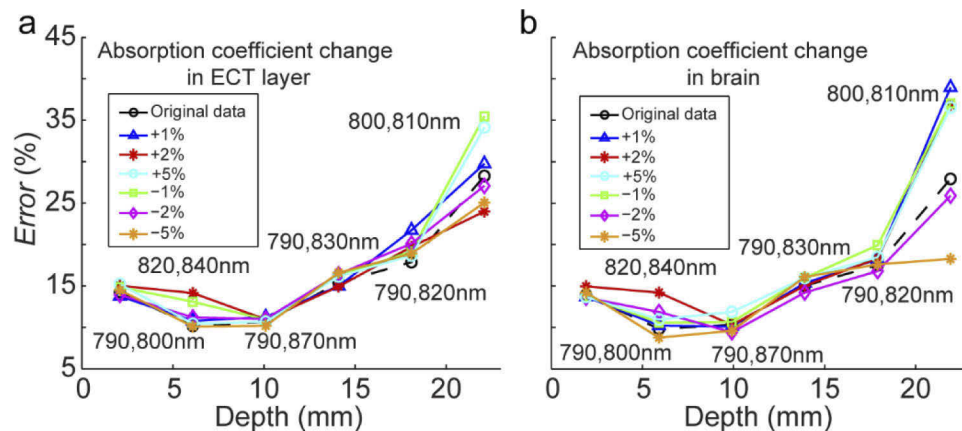 a
Absorption coefficient change
in ECT layer
Original data
+1%
+2%
+5%
−1%
−2%
−5%
800,810nm
790,830nm
820,840nm
790,820nm
790,800nm
790,870nm
Error (%)
45
35
25
15
5
0
5
10
15
20
Depth (mm)
b
Absorption coefficient change
in brain
Original data
+1%
+2%
+5%
−1%
−2%
−5%
800,810nm
790,830nm
820,840nm
790,820nm
790,800nm
790,870nm
0
5
10
15
20
Depth (mm)